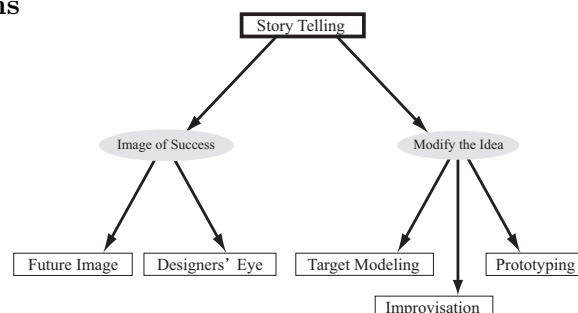 ns
Story Telling
Image of Success
Modify the Idea
Future Image
Designers’ Eye
Target Modeling
Prototyping
Improvisation